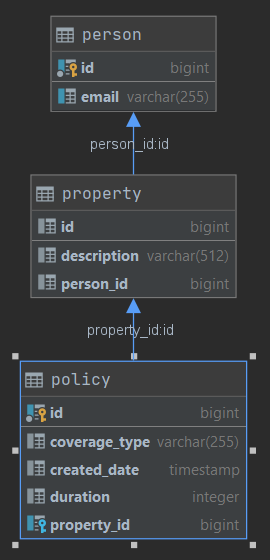 person
id bigint
email varchar(255)
person_id:id
property
id bigint
description varchar(512)
person_id bigint
property_id:id
policy
id bigint
coverage_type varchar(255)
created_date timestamp
duration integer
property_id bigint